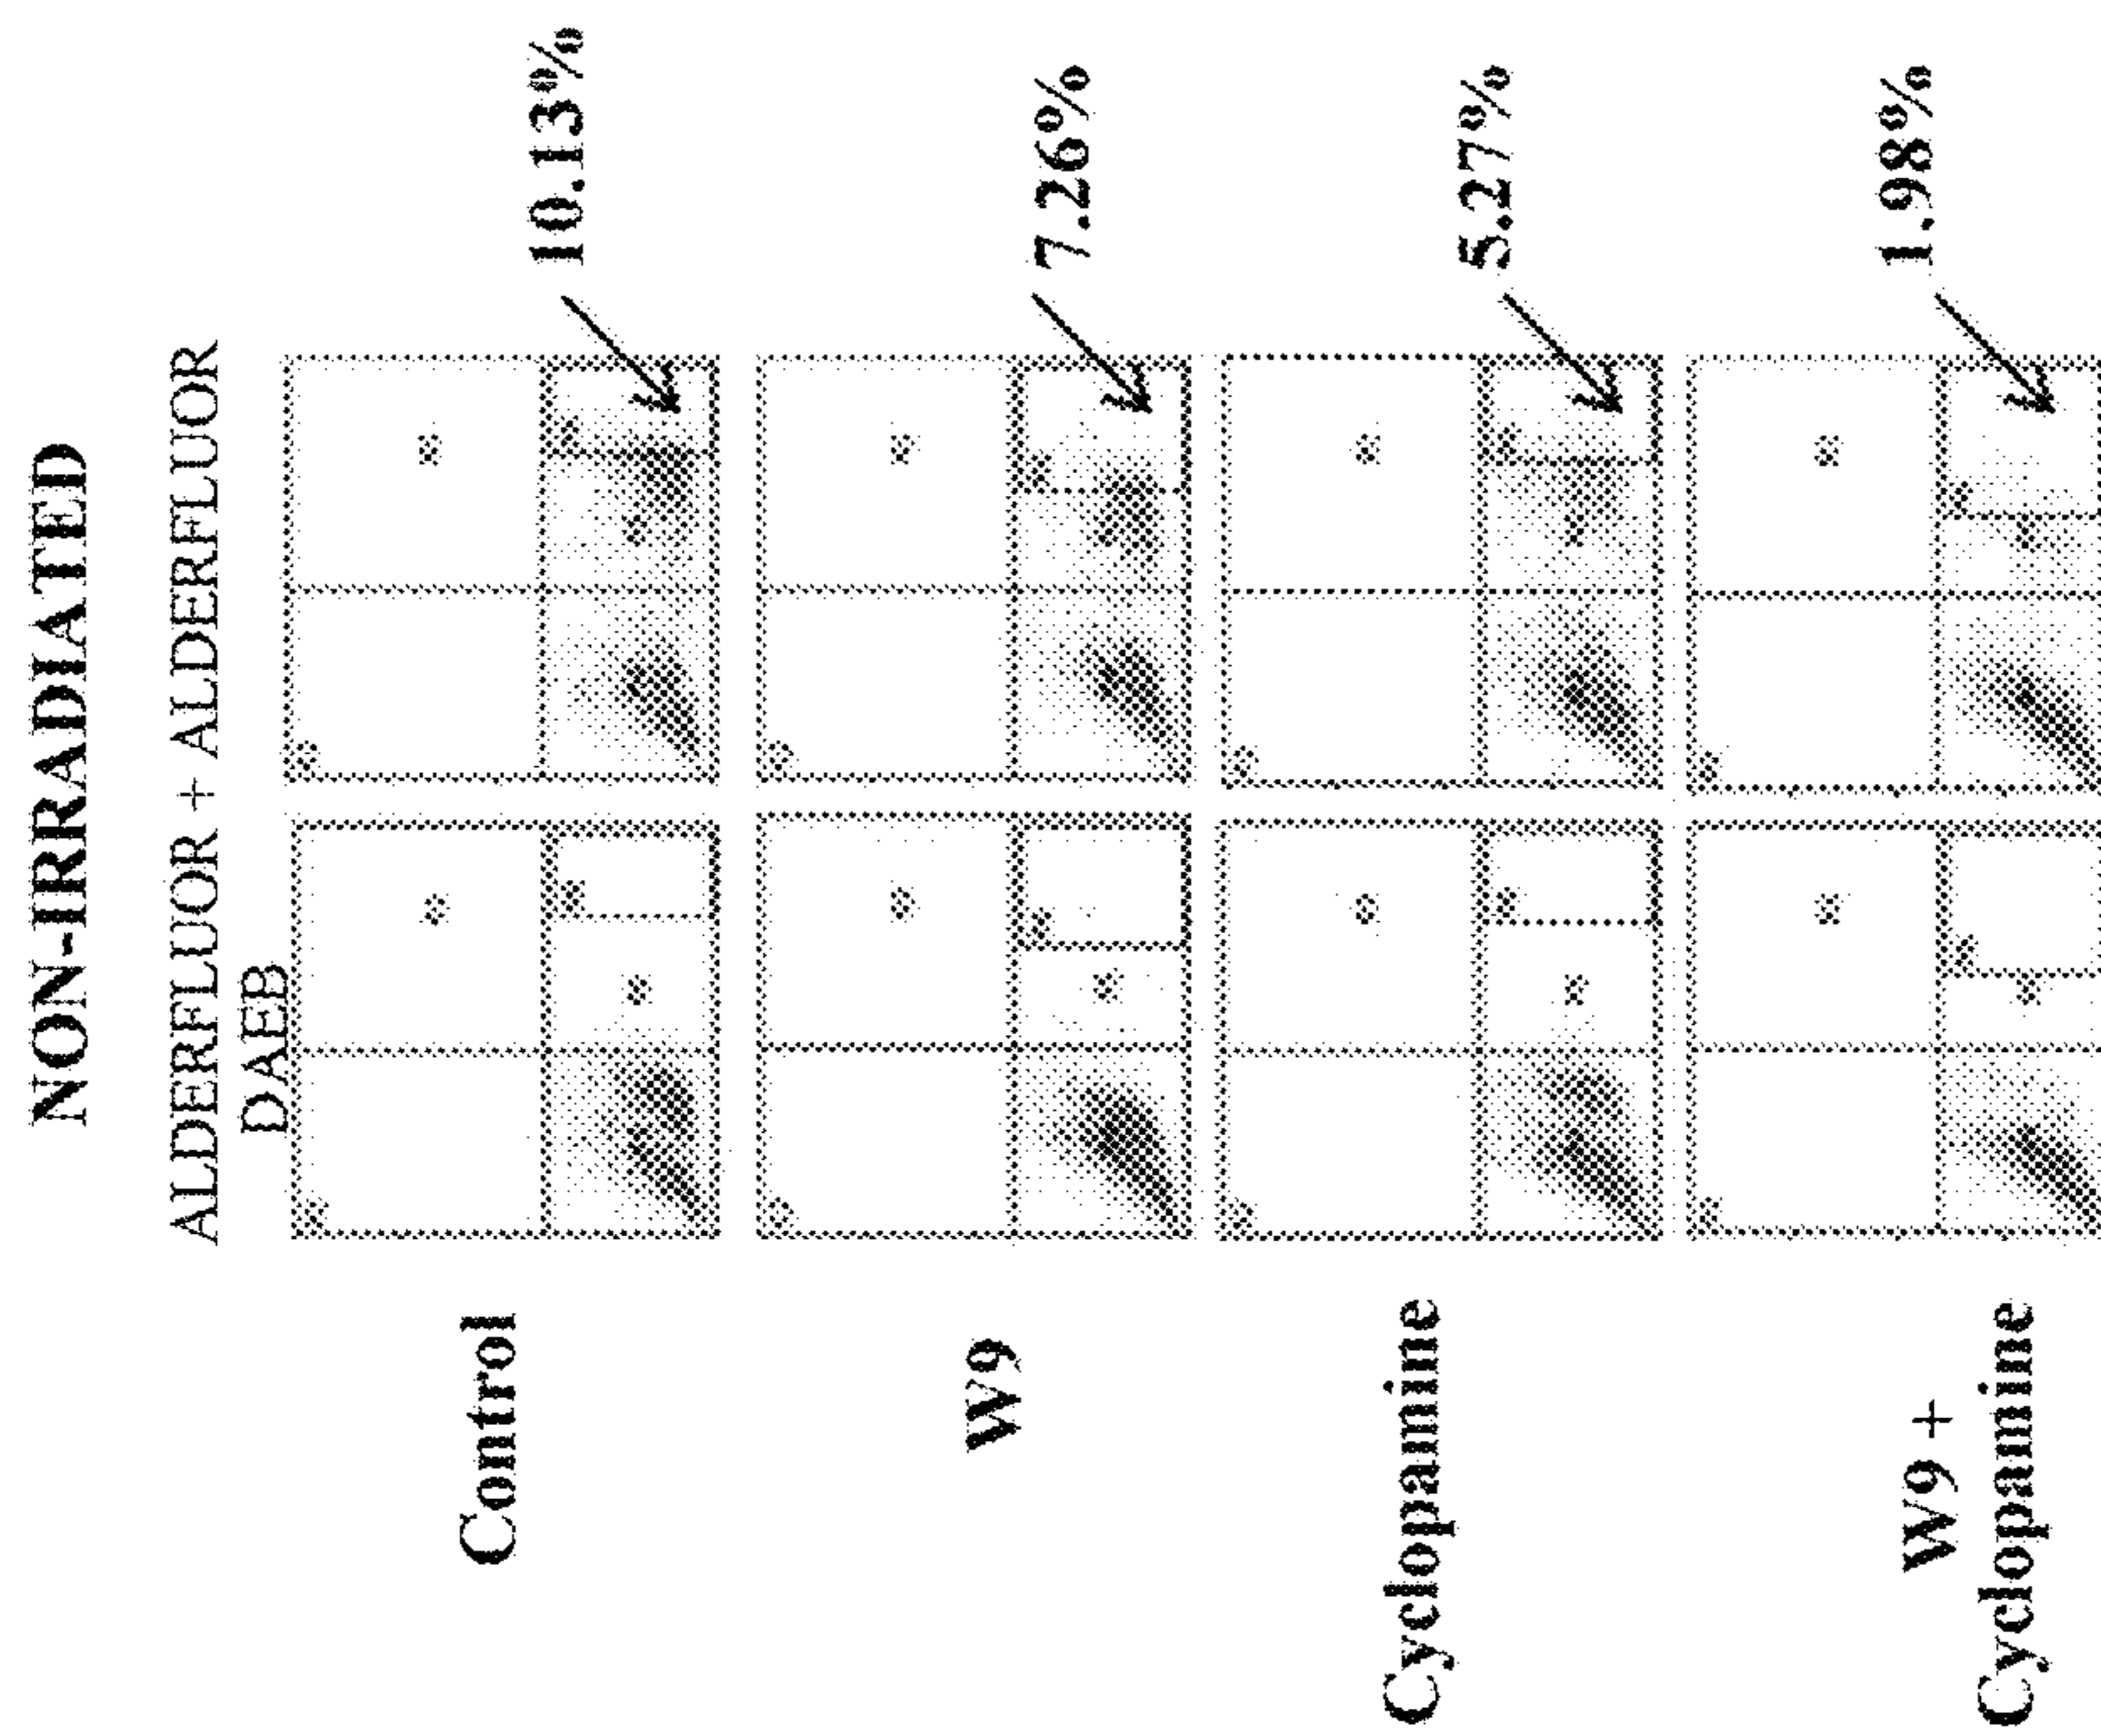 NON-IRRADIATED
ALDERFLUOR + ALDERFLUOR
DAEB
Control
10.13%
W9
7.26%
Cyclopamine
5.27%
W9 +
Cyclopamine
1.98%